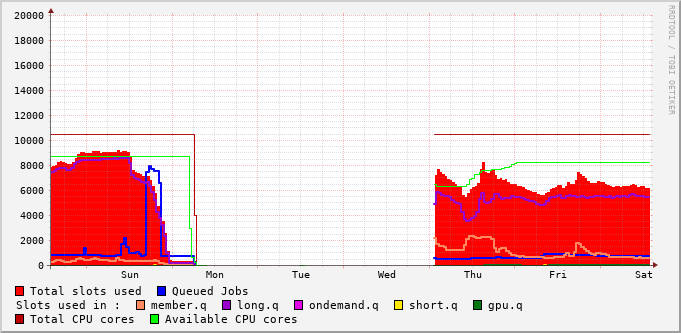 20000
18000
16000
14000
12000
10000
8000
6000
4000
2000
0
Sun Mon Tue Wed Thu Fri Sat
Total slots used Queued Jobs
Slots used in : member.q long.q ondemand.q short.q gpu.q
Total CPU cores Available CPU cores
RRDTOOL / TOBI OETIKER